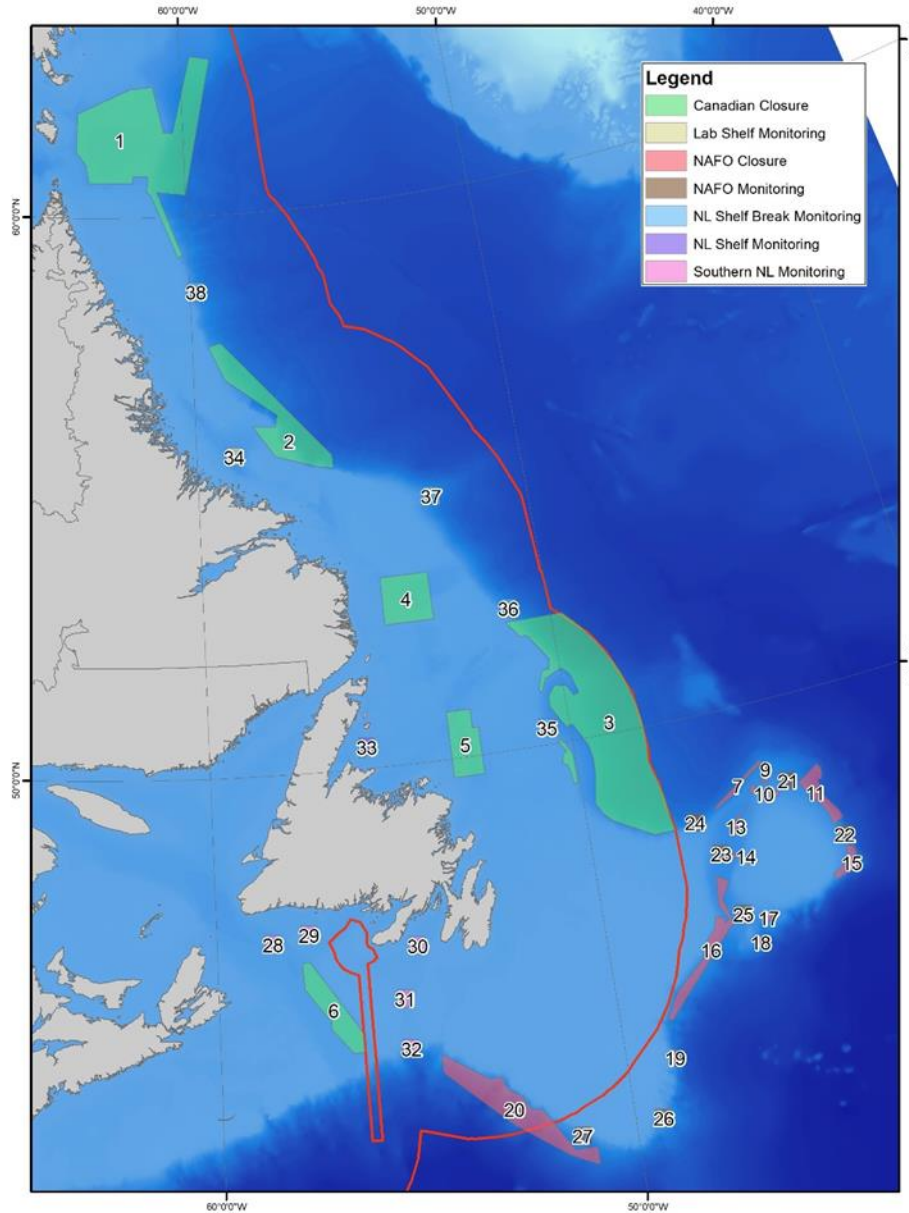 60°0'0"W
50°0'0"W
40°0'0"W
Legend
Canadian Closure
Lab Shelf Monitoring
NAFO Closure
NAFO Monitoring
NL Shelf Break Monitoring
NL Shelf Monitoring
Southern NL Monitoring
1
60°0'0"N
38
2
34
37
4
36
3
35
5
33
50°0'0"N
9
7
21
10
11
24
13
22
23
14
15
25
17
16
18
28
29
30
31
6
32
19
20
26
27
60°0'0"W
50°0'0"W